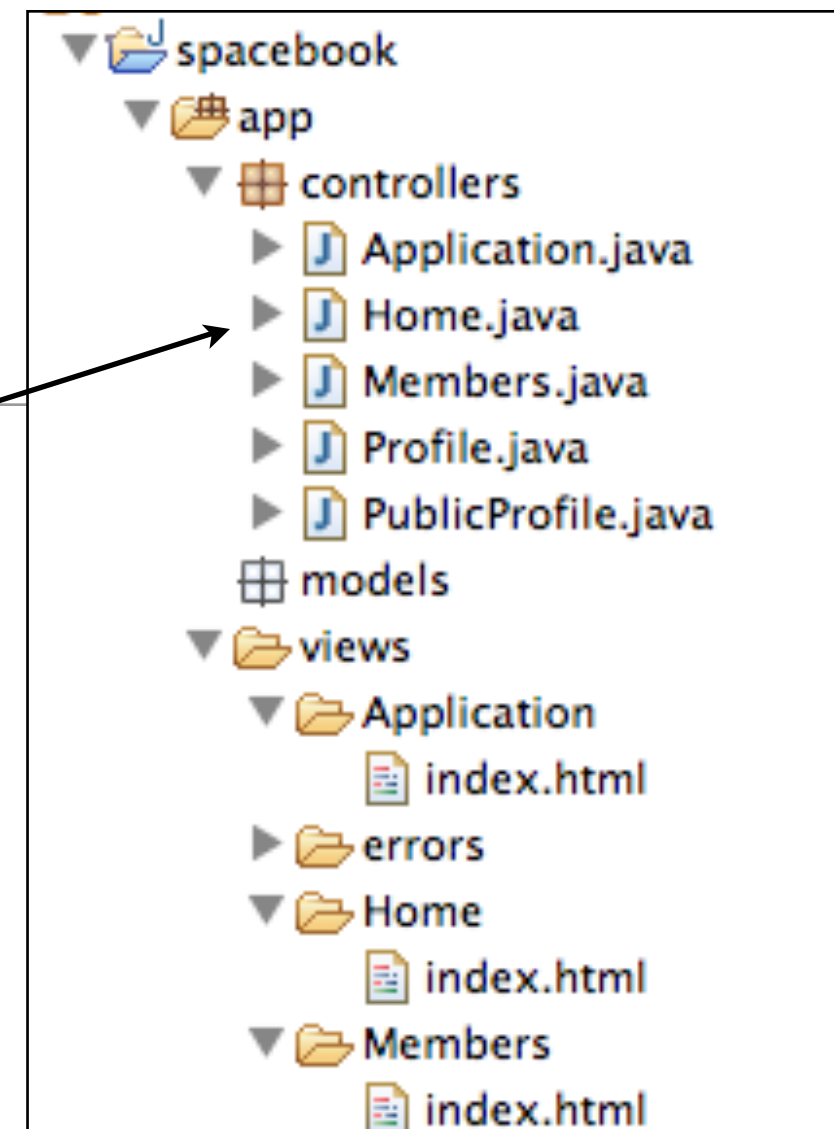 spacebook
app
controllers
Application.java
Home.java
Members.java
Profile.java
PublicProfile.java
models
views
Application
index.html
errors
Home
index.html
Members
index.html